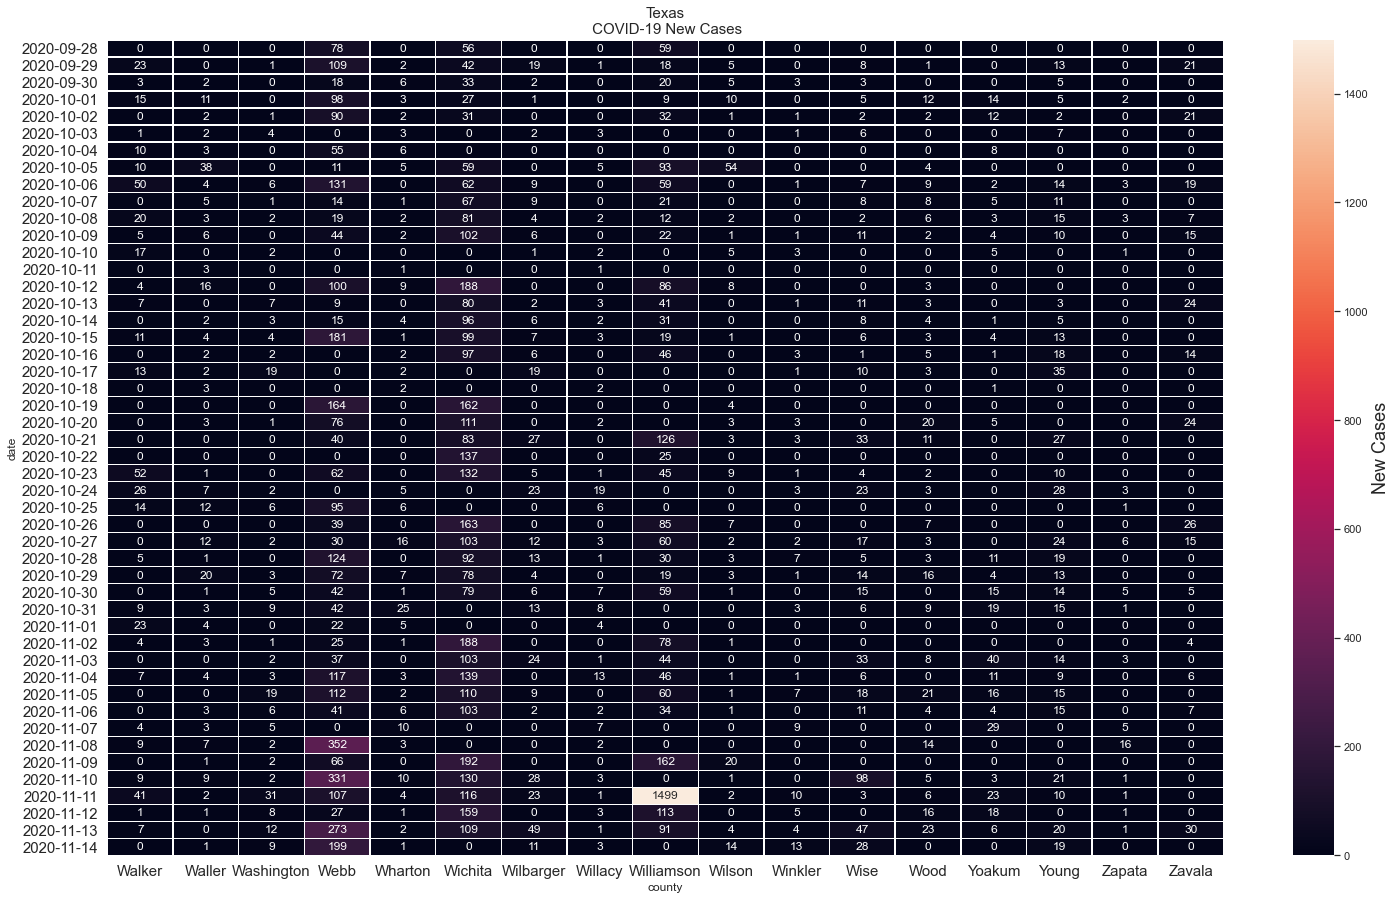 Texas
COVID-19 New Cases
2020-09-28 0 0 0 78 0 56 0 0 59 0 0 0 0 0 0 0 0
2020-09-29 23 0 1 109 2 42 19 1 18 5 0 8 1 0 13 0 21
2020-09-30 3 2 0 18 6 33 2 0 20 5 3 3 0 0 5 0 0
2020-10-01 15 11 0 98 3 27 1 0 9 10 0 5 12 14 5 2 0
2020-10-02 0 2 1 90 2 31 0 0 32 1 1 2 2 12 2 0 21
2020-10-03 1 2 4 0 3 0 2 3 0 0 1 6 0 0 7 0 0
2020-10-04 10 3 0 55 6 0 0 0 0 0 0 0 0 8 0 0 0
2020-10-05 10 38 0 11 5 59 0 5 93 54 0 0 4 0 0 0 0
2020-10-06 50 4 6 131 0 62 9 0 59 0 1 7 9 2 14 3 19
2020-10-07 0 5 1 14 1 67 9 0 21 0 0 8 8 5 11 0 0
2020-10-08 20 3 2 19 2 81 4 2 12 2 0 2 6 3 15 3 7
2020-10-09 5 6 0 44 2 102 6 0 22 1 1 11 2 4 10 0 15
2020-10-10 17 0 2 0 0 0 1 2 0 5 3 0 0 5 0 1 0
2020-10-11 0 3 0 0 1 0 0 1 0 0 0 0 0 0 0 0 0
2020-10-12 4 16 0 100 9 188 0 0 86 8 0 0 3 0 0 0 0
2020-10-13 7 0 7 9 0 80 2 3 41 0 1 11 3 0 3 0 24
2020-10-14 0 2 3 15 4 96 6 2 31 0 0 8 4 1 5 0 0
2020-10-15 11 4 4 181 1 99 7 3 19 1 0 6 3 4 13 0 0
2020-10-16 0 2 2 0 2 97 6 0 46 0 3 1 5 1 18 0 14
2020-10-17 13 2 19 0 2 0 19 0 0 0 1 10 3 0 35 0 0
2020-10-18 0 3 0 0 2 0 0 2 0 0 0 0 0 1 0 0 0
2020-10-19 0 0 0 164 0 162 0 0 0 4 0 0 0 0 0 0 0
2020-10-20 0 3 1 76 0 111 0 2 0 3 3 0 20 5 0 0 24
2020-10-21 0 0 0 40 0 83 27 0 126 3 3 33 11 0 27 0 0
2020-10-22 0 0 0 0 0 137 0 0 25 0 0 0 0 0 0 0 0
2020-10-23 52 1 0 62 0 132 5 1 45 9 1 4 2 0 10 0 0
2020-10-24 26 7 2 0 5 0 23 19 0 0 3 23 3 0 28 3 0
2020-10-25 14 12 6 95 6 0 0 6 0 0 0 0 0 0 0 1 0
2020-10-26 0 0 0 39 0 163 0 0 85 7 0 0 7 0 0 0 26
2020-10-27 0 12 2 30 16 103 12 3 60 2 2 17 3 0 24 6 15
2020-10-28 5 1 0 124 0 92 13 1 30 3 7 5 3 11 19 0 0
2020-10-29 0 20 3 72 7 78 4 0 19 3 1 14 16 4 13 0 0
2020-10-30 0 1 5 42 1 79 6 7 59 1 0 15 0 15 14 5 5
2020-10-31 9 3 9 42 25 0 13 8 0 0 3 6 9 19 15 1 0
2020-11-01 23 4 0 22 5 0 0 4 0 0 0 0 0 0 0 0 0
2020-11-02 4 3 1 25 1 188 0 0 78 1 0 0 0 0 0 0 4
2020-11-03 0 0 2 37 0 103 24 1 44 0 0 33 8 40 14 3 0
2020-11-04 7 4 3 117 3 139 0 13 46 1 1 6 0 11 9 0 6
2020-11-05 0 0 19 112 2 110 9 0 60 1 7 18 21 16 15 0 0
2020-11-06 0 3 6 41 6 103 2 2 34 1 0 11 4 4 15 0 7
2020-11-07 4 3 5 0 10 0 0 7 0 0 9 0 0 29 0 5 0
2020-11-08 9 7 2 352 3 0 0 2 0 0 0 0 14 0 0 16 0
2020-11-09 0 1 2 66 0 192 0 0 162 20 0 0 0 0 0 0 0
2020-11-10 9 9 2 331 10 130 28 3 0 1 0 98 5 3 21 1 0
2020-11-11 41 2 31 107 4 116 23 1 1499 2 10 3 6 23 10 1 0
2020-11-12 1 1 8 27 1 159 0 3 113 0 5 0 16 18 0 1 0
2020-11-13 7 0 12 273 2 109 49 1 91 4 4 47 23 6 20 1 30
2020-11-14 0 1 9 199 1 0 11 3 0 14 13 28 0 0 19 0 0
Walker Waller Washington Webb Wharton Wichita Wilbarger Willacy Williamson Wilson Winkler Wise Wood Yoakum Young Zapata Zavala
county
date
1400
1200
1000
800
600
400
200
0
New Cases